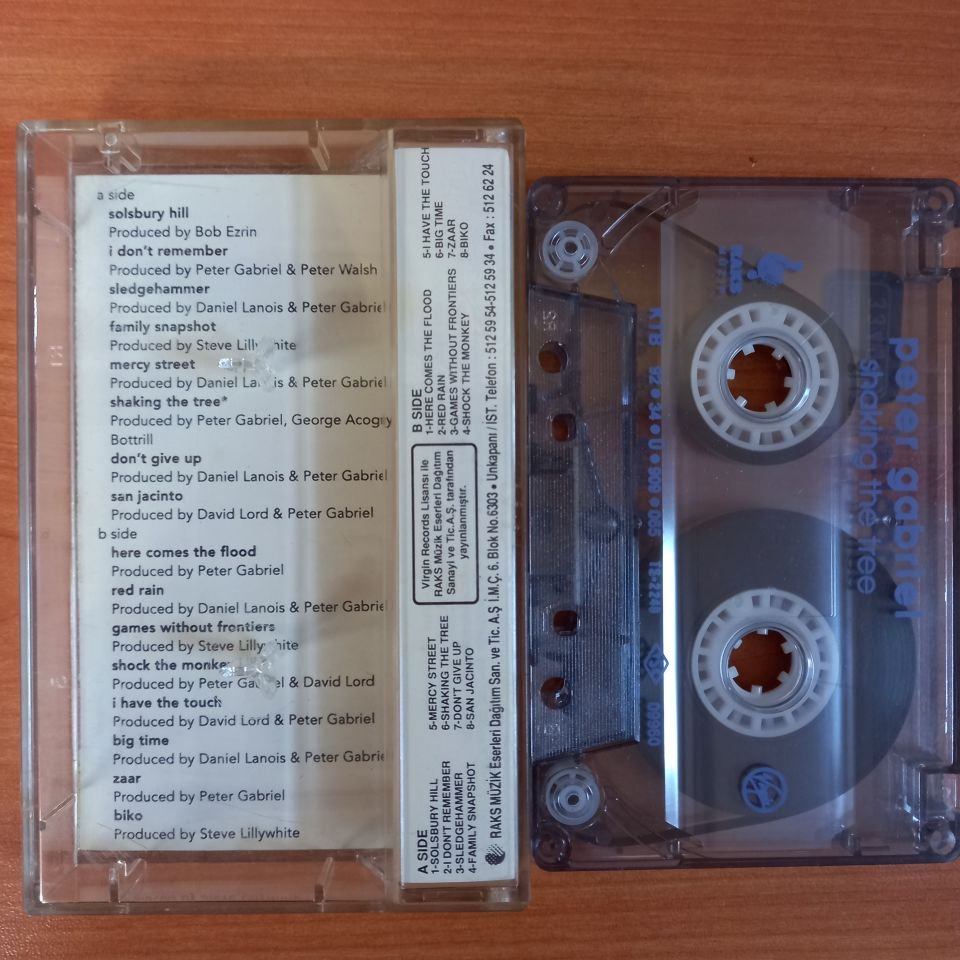 a side
solsbury hill
Produced by Bob Ezrin
i don't remember
Produced by Peter Gabriel & Peter Walsh
sledgehammer
Produced by Daniel Lanois & Peter Gabriel
family snapshot
Produced by Steve Lillywhite
mercy street
Produced by Daniel Lanois & Peter Gabriel
shaking the tree*
Produced by Peter Gabriel, George Acogny
Bottrill
don't give up
Produced by Daniel Lanois & Peter Gabriel
san jacinto
Produced by David Lord & Peter Gabriel
b side
here comes the flood
Produced by Peter Gabriel
red rain
Produced by Daniel Lanois & Peter Gabrie
games without frontiers
Produced by Steve Lillywhite
shock the monkey
Produced by Peter Gabriel & David Lord
i have the touch
Produced by David Lord & Peter Gabriel
big time
Produced by Daniel Lanois & Peter Gabrie
zaar
Produced by Peter Gabriel
biko
Produced by Steve Lillywhite
A SIDE
1-SOLSBURY HILL
2-I DON'T REMEMBER
3-SLEDGEHAMMER
4-FAMILY SNAPSHOT
5-MERCY STREET
6-SHAKING THE TREE
7-DON'T GIVE UP
8-SAN JACINTO
Virgin Records Lisansı ile
RAKS Müzik Eserleri Dağıtım
Sanayi ve Tic.A.Ş. tarafından
yayınlanmıştır.
B SIDE
1-HERE COMES THE FLOOD
2-RED RAIN
3-GAMES WITHOUT FRONTIERS
4-SHOCK THE MONKEY
5-I HAVE THE TOUCH
6-BIG TIME
7-ZAAR
8-BIKO
RAKS MÜZİK Eserleri Dağıtım San. ve Tic. A.Ş İ.M.Ç. 6. Blok No.6303 • Unkapanı / İST. Telefon : 512 59 54-512 59 34 • Fax : 512 62 24
peter gabriel
shaking the tree
RAKS
KTB 92 • 34 • Ü • 809 • 085
09960